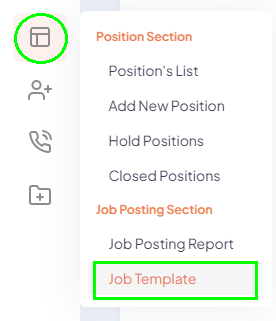 Position Section
Position's List
Add New Position
Hold Positions
Closed Positions
Job Posting Section
Job Posting Report
Job Template